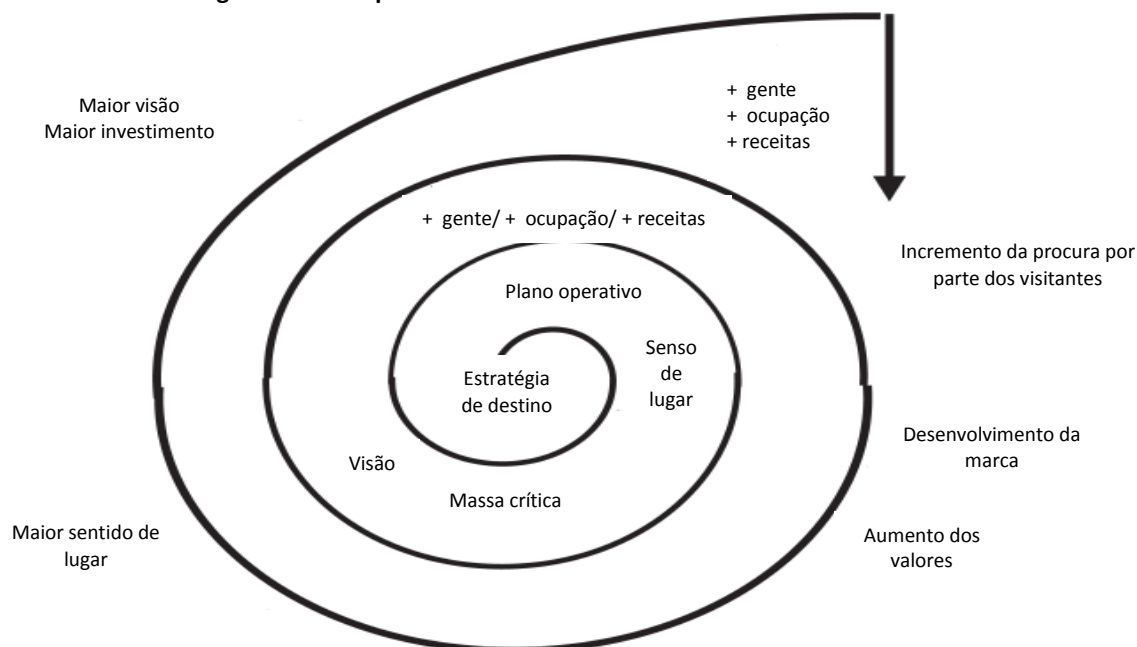 Maior visão
Maior investimento
+ gente
+ ocupação
+ receitas
+ gente/ + ocupação/ + receitas
Incremento da procura por
parte dos visitantes
Plano operativo
Senso
de
lugar
Estratégia
de destino
Desenvolvimento da
marca
Visão
Massa crítica
Maior sentido de
lugar
Aumento dos
valores